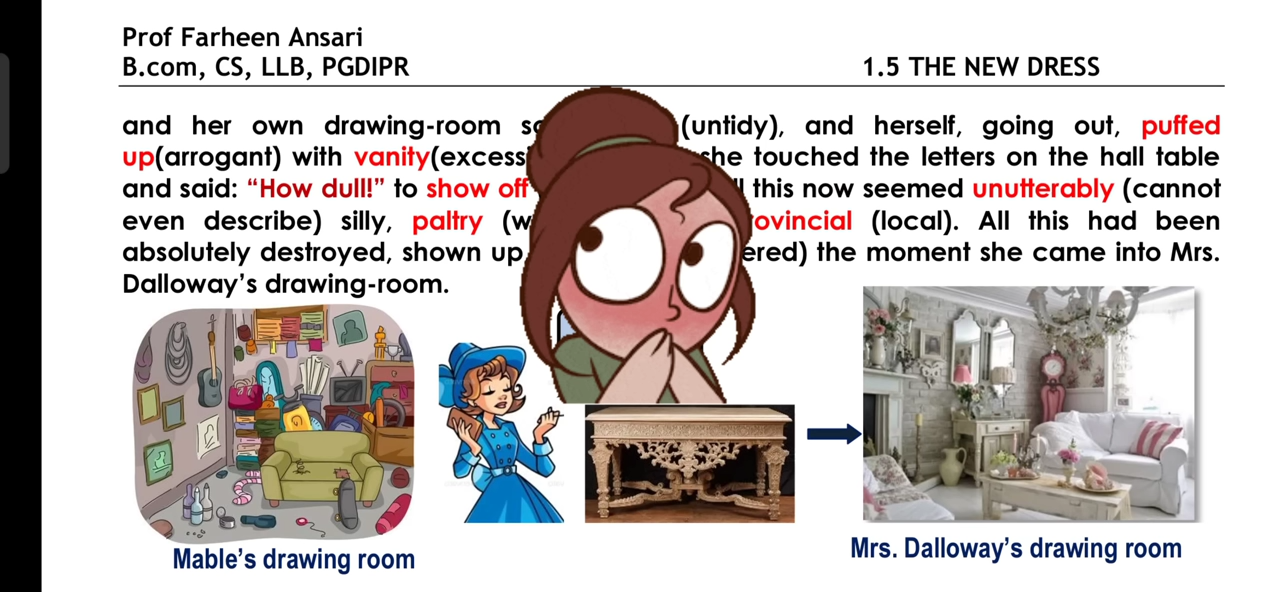 Prof Farheen Ansari
B.com, CS, LLB, PGDIPR 1.5 THE NEW DRESS
and her own drawing-room (untidy), and herself, going out, puffed
up(arrogant) with vanity she touched the letters on the hall table
and said: “How dull!” to show off this now seemed unutterably (cannot
even describe) silly, paltry (local). All this had been
absolutely destroyed, shown up the moment she came into Mrs.
Dalloway’s drawing-room.
Mable’s drawing room
Mrs. Dalloway’s drawing room